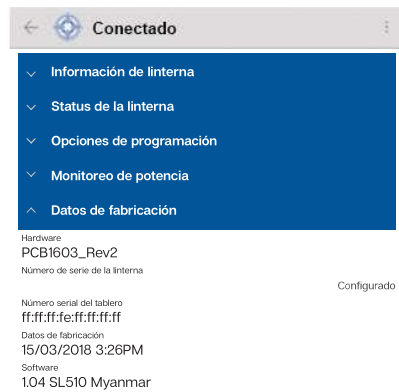 Conectado
Información de linterna
Status de la linterna
Opciones de programación
Monitoreo de potencia
Datos de fabricación
Hardware
PCB1603_Rev2
Número de serie de la linterna
Configurado
Número serial del tablero
ff:ff:ff:fe:ff:ff:ff:ff
Datos de fabricación
15/03/2018 3:26PM
Software
1.04 SL510 Myanmar